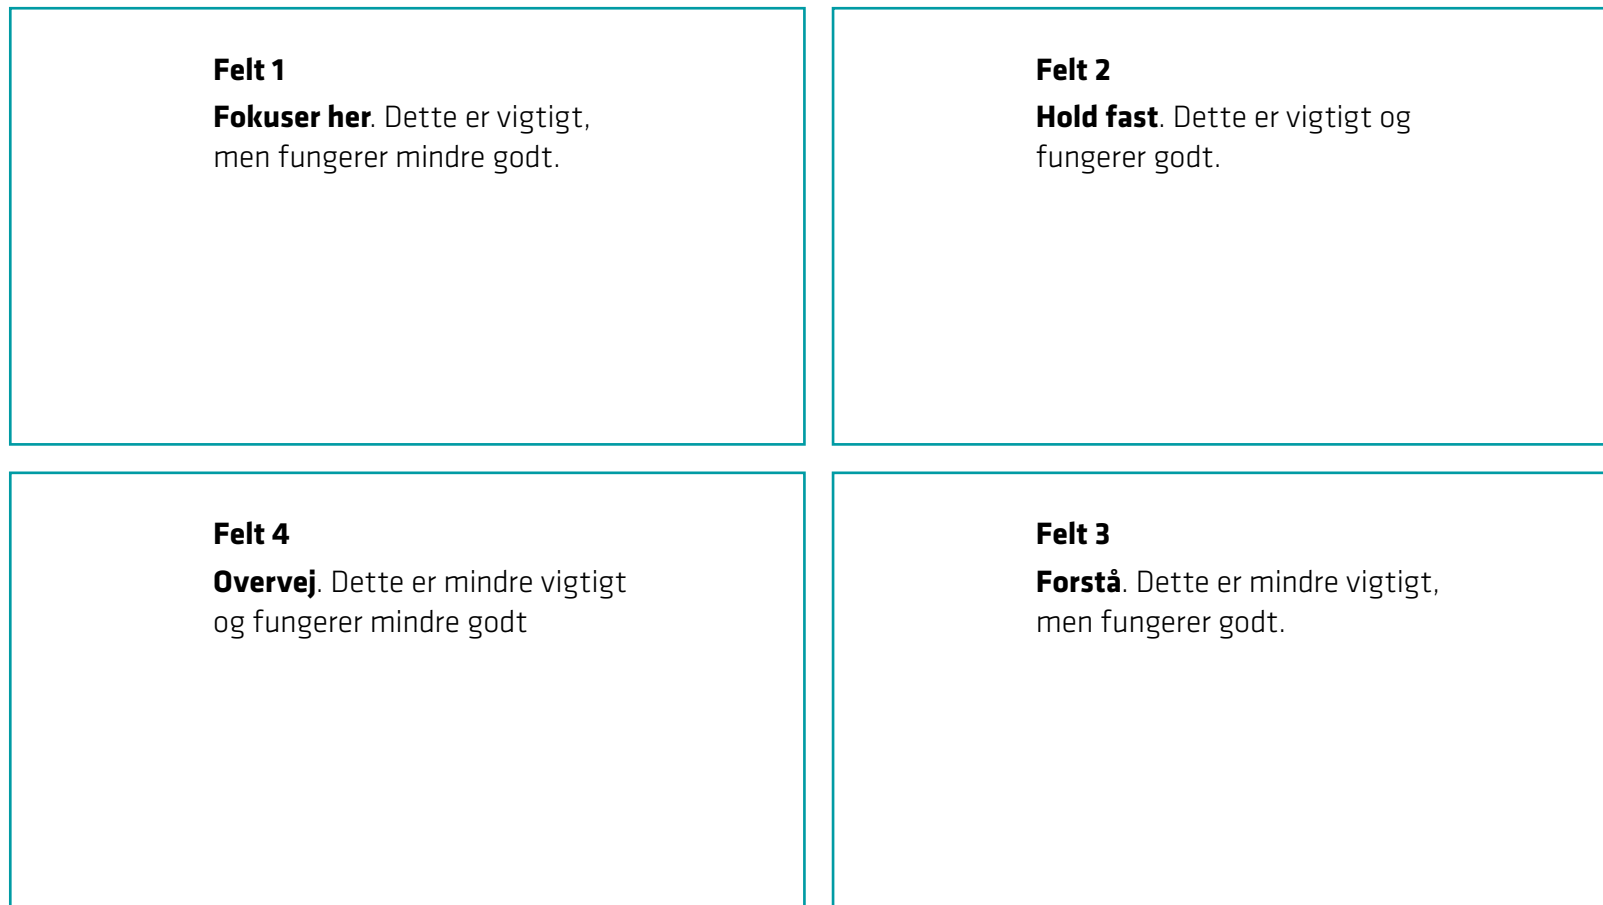 Felt 1
Fokuser her. Dette er vigtigt,
men fungerer mindre godt.
Felt 2
Hold fast. Dette er vigtigt og
fungerer godt.
Felt 4
Overvej. Dette er mindre vigtigt
og fungerer mindre godt
Felt 3
Forstå. Dette er mindre vigtigt,
men fungerer godt.